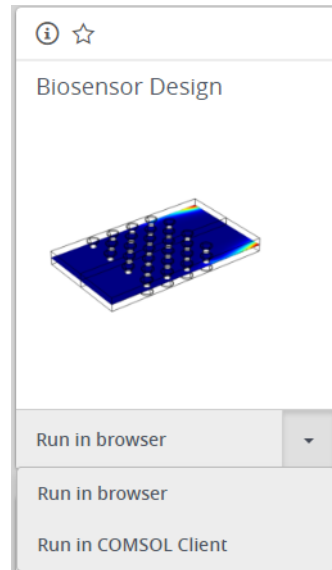 Biosensor Design
Run in browser
Run in browser
Run in COMSOL Client